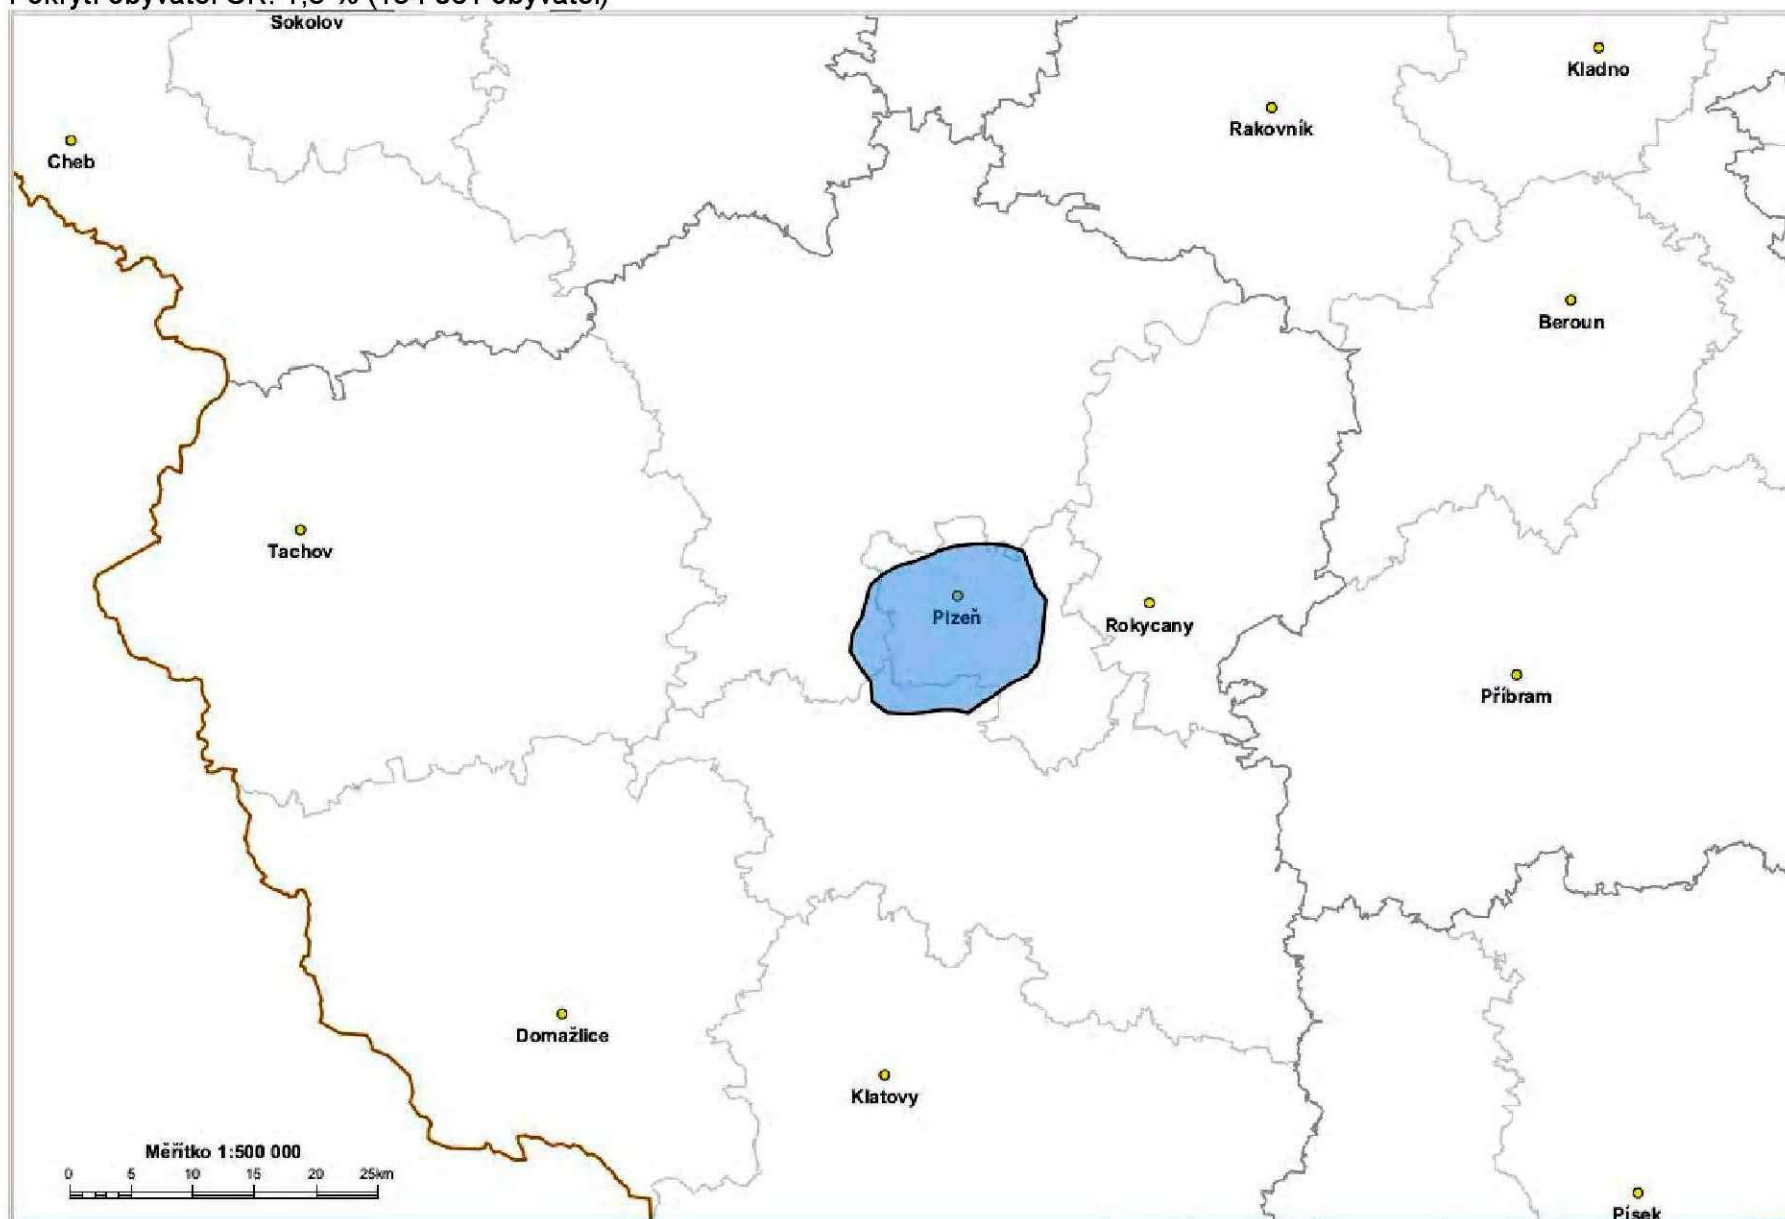 Sokolov
Kladno
Rakovník
Cheb
Beroun
Tachov
Plzeň
Rokycany
Příbram
Domažlice
Klatovy
Měřítko 1:500 000
0 5 10 15 20 25km
Písek